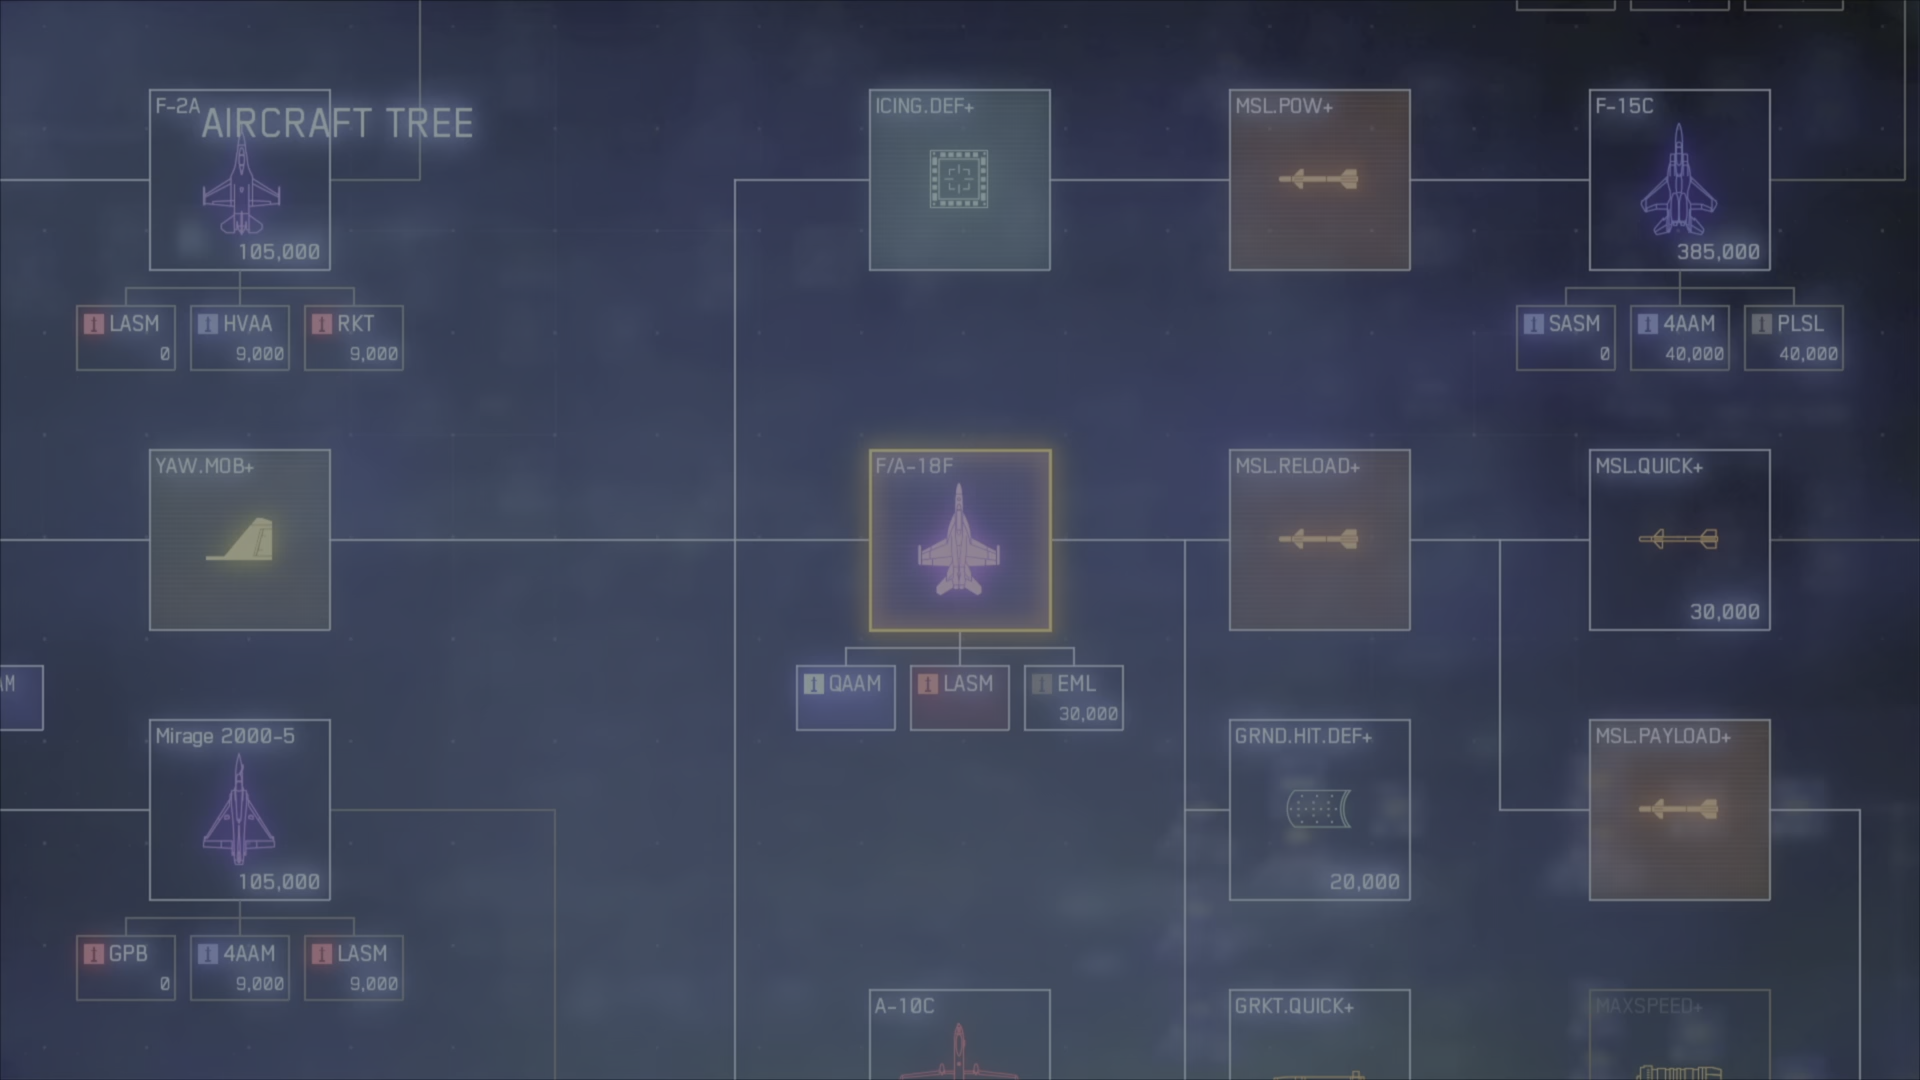 AIRCRAFT TREE
F-2A
105,000
LASM
0
HVAA
9,000
RKT
9,000
ICING.DEF+
MSL.POW+
F-15C
385,000
SASM
0
4AAM
40,000
PLSL
40,000
YAW.MOB+
F/A-18F
QAAM
LASM
EML
30,000
MSL.RELOAD+
MSL.QUICK+
30,000
Mirage 2000-5
105,000
GPB
0
4AAM
9,000
LASM
9,000
GRND.HIT.DEF+
20,000
MSL.PAYLOAD+
A-10C
GRKT.QUICK+
MAXSPEED+